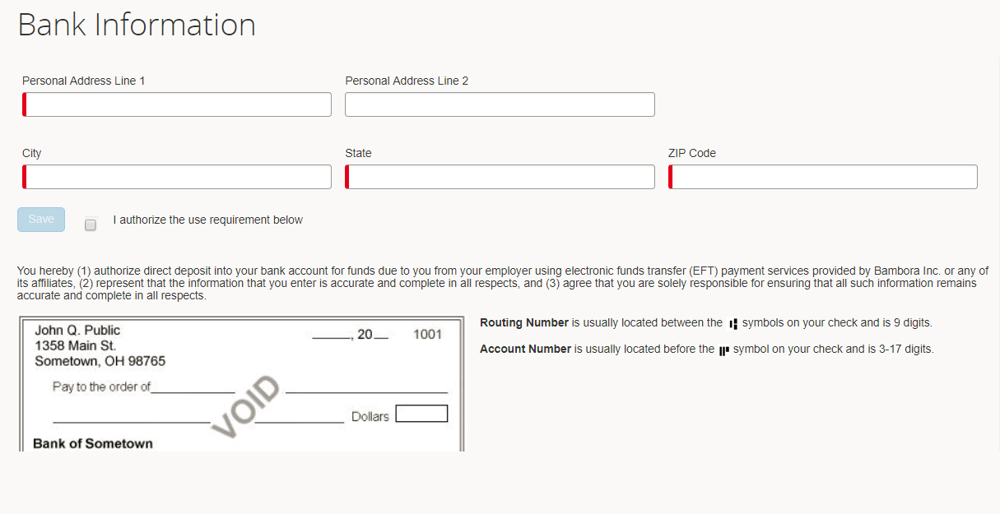 Bank Information
Personal Address Line 1 Personal Address Line 2
City State ZIP Code
Save I authorize the use requirement below
You hereby (1) authorize direct deposit into your bank account for funds due to you from your employer using electronic funds transfer (EFT) payment services provided by Bambora Inc. or any of
its affiliates, (2) represent that the information that you enter is accurate and complete in all respects, and (3) agree that you are solely responsible for ensuring that all such information remains
accurate and complete in all respects.
John Q. Public
1358 Main St.
Sometown, OH 98765
, 20 1001
Pay to the order of
VOID
Dollars
Bank of Sometown
Routing Number is usually located between the ⑆ symbols on your check and is 9 digits.
Account Number is usually located before the ⑈ symbol on your check and is 3-17 digits.